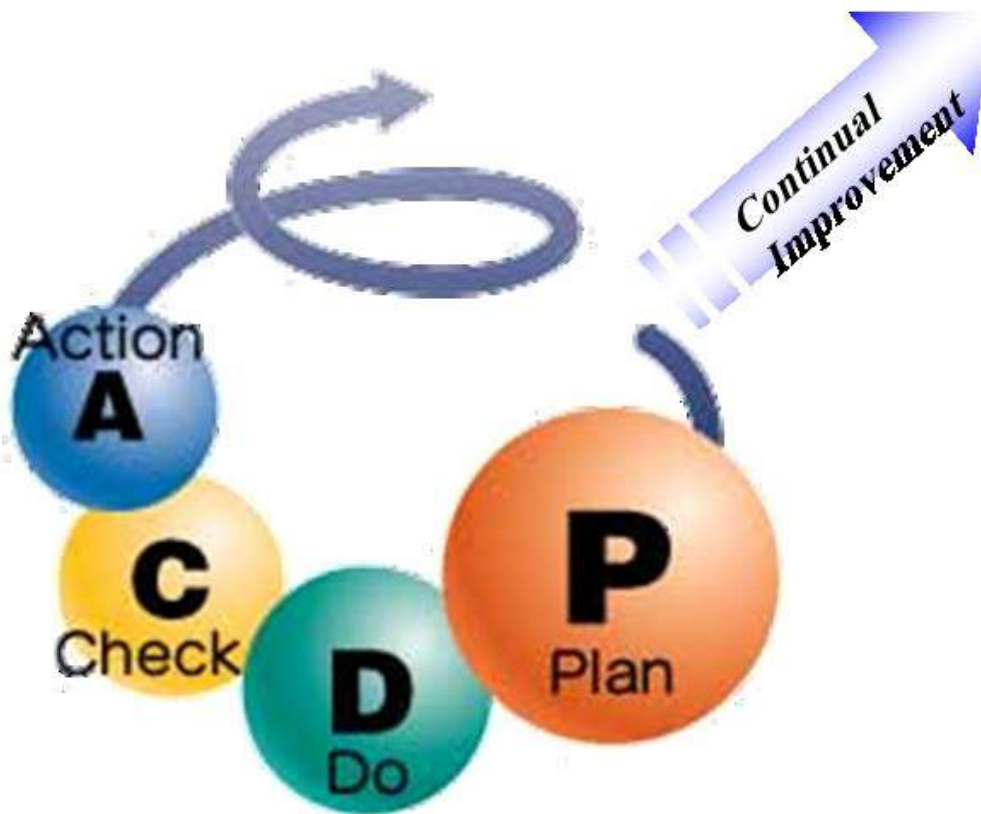 Continual
Improvement
Action
A
C
Check
D
Do
P
Plan